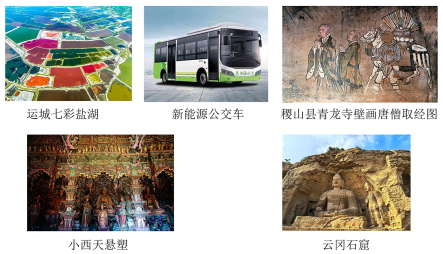 运城七彩盐湖
新能源公交车
稷山县青龙寺壁画唐僧取经图
小西天悬塑
云冈石窟